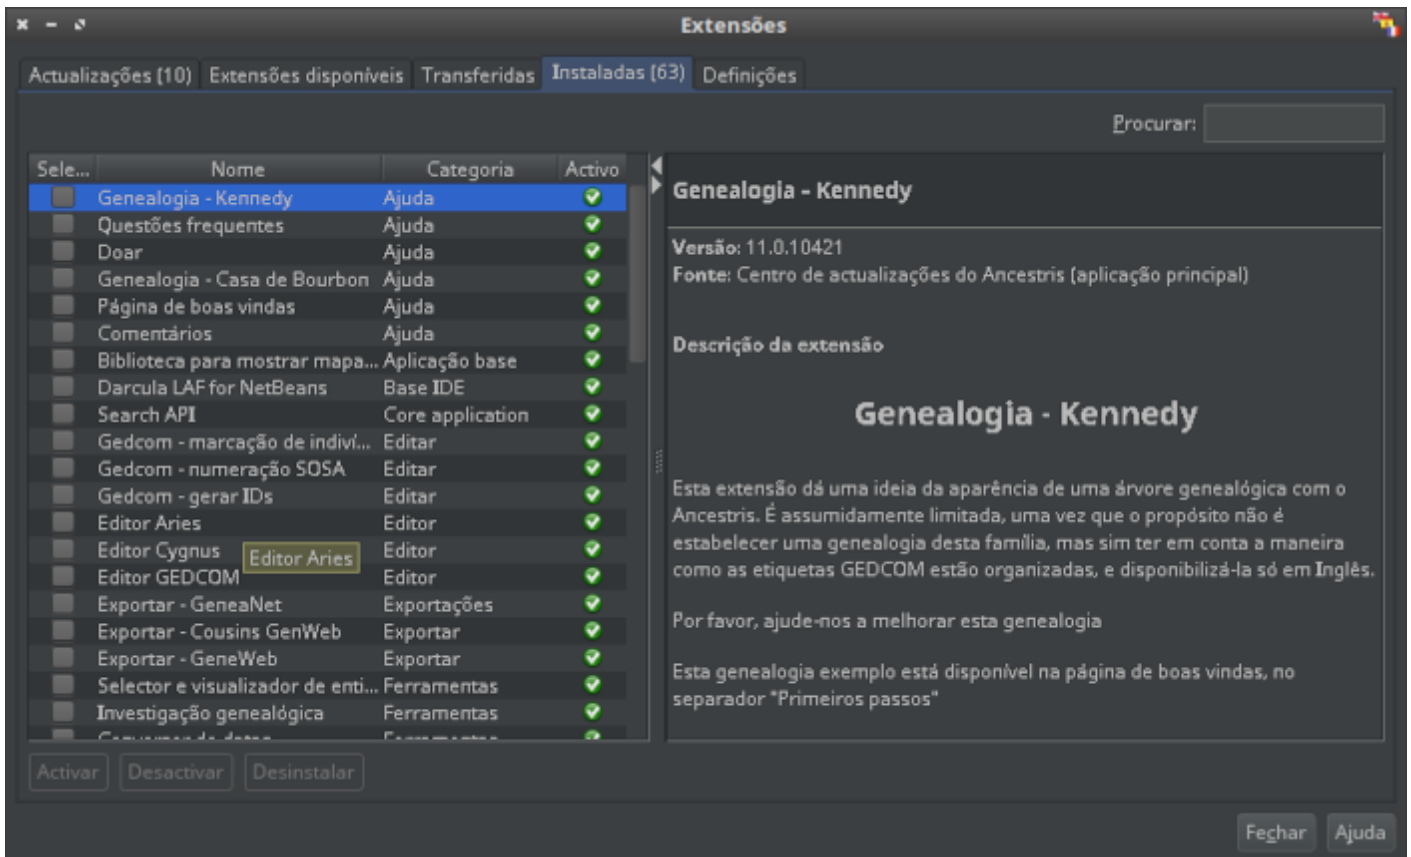 Extensões
Actualizações (10) Extensões disponíveis Transferidas Instaladas (63) Definições
Procurar:
Sele... Nome Categoria Activo
Genealogia - Kennedy Ajuda
Questões frequentes Ajuda
Doar Ajuda
Genealogia - Casa de Bourbon Ajuda
Página de boas vindas Ajuda
Comentários Ajuda
Biblioteca para mostrar mapa... Aplicação base
Darcula LAF for NetBeans Base IDE
Search API Core application
Gedcom - marcação de indiví... Editar
Gedcom - numeração SOSA Editar
Gedcom - gerar IDs Editar
Editor Aries Editor
Editor Cygnus Editor
Editor Aries
Editor GEDCOM Editor
Exportar - GeneaNet Exportações
Exportar - Cousins GenWeb Exportar
Exportar - GeneWeb Exportar
Selector e visualizador de enti... Ferramentas
Investigação genealógica Ferramentas
Genealogia - Kennedy
Versão: 11.0.10421
Fonte: Centro de actualizações do Ancestris (aplicação principal)
Descrição da extensão
Genealogia - Kennedy
Esta extensão dá uma ideia da aparência de uma árvore genealógica com o
Ancestris. É assumidamente limitada, uma vez que o propósito não é
estabelecer uma genealogia desta família, mas sim ter em conta a maneira
como as etiquetas GEDCOM estão organizadas, e disponibilizá-la só em Inglês.
Por favor, ajude-nos a melhorar esta genealogia
Esta genealogia exemplo está disponível na página de boas vindas, no
separador "Primeiros passos"
Activar Desactivar Desinstalar
Fechar Ajuda